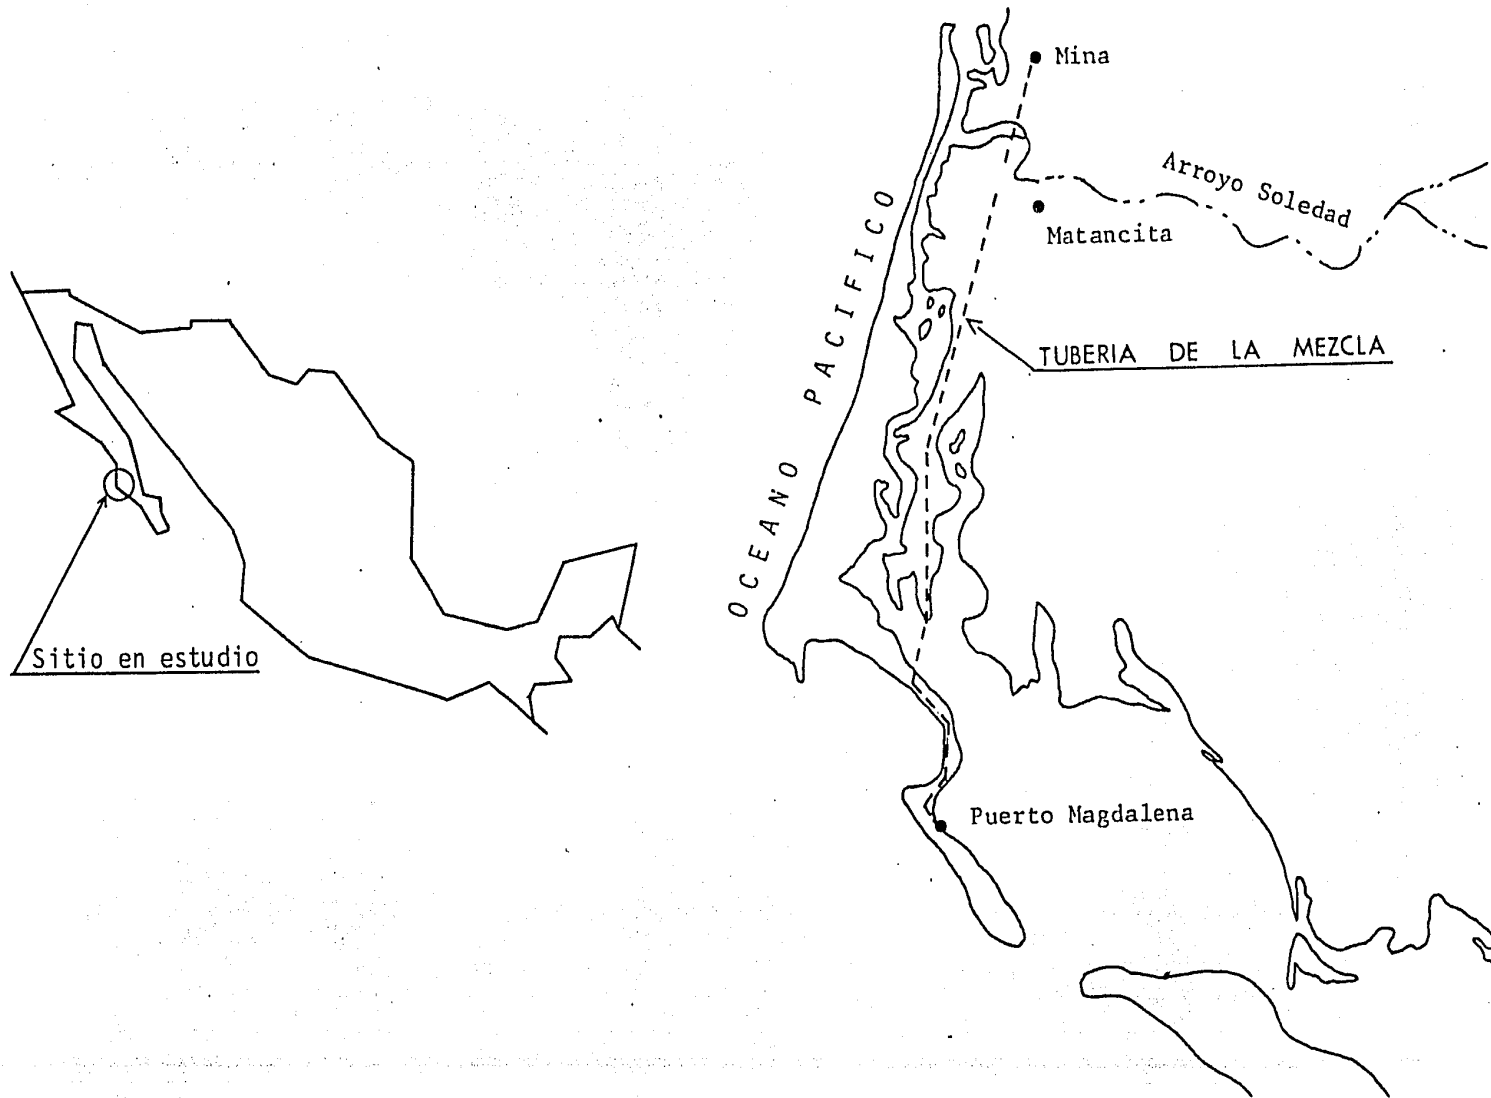 Mina
Arroyo Soledad
Matancita
OCEANO PACIFICO
TUBERIA DE LA MEZCLA
Sitio en estudio
Puerto Magdalena